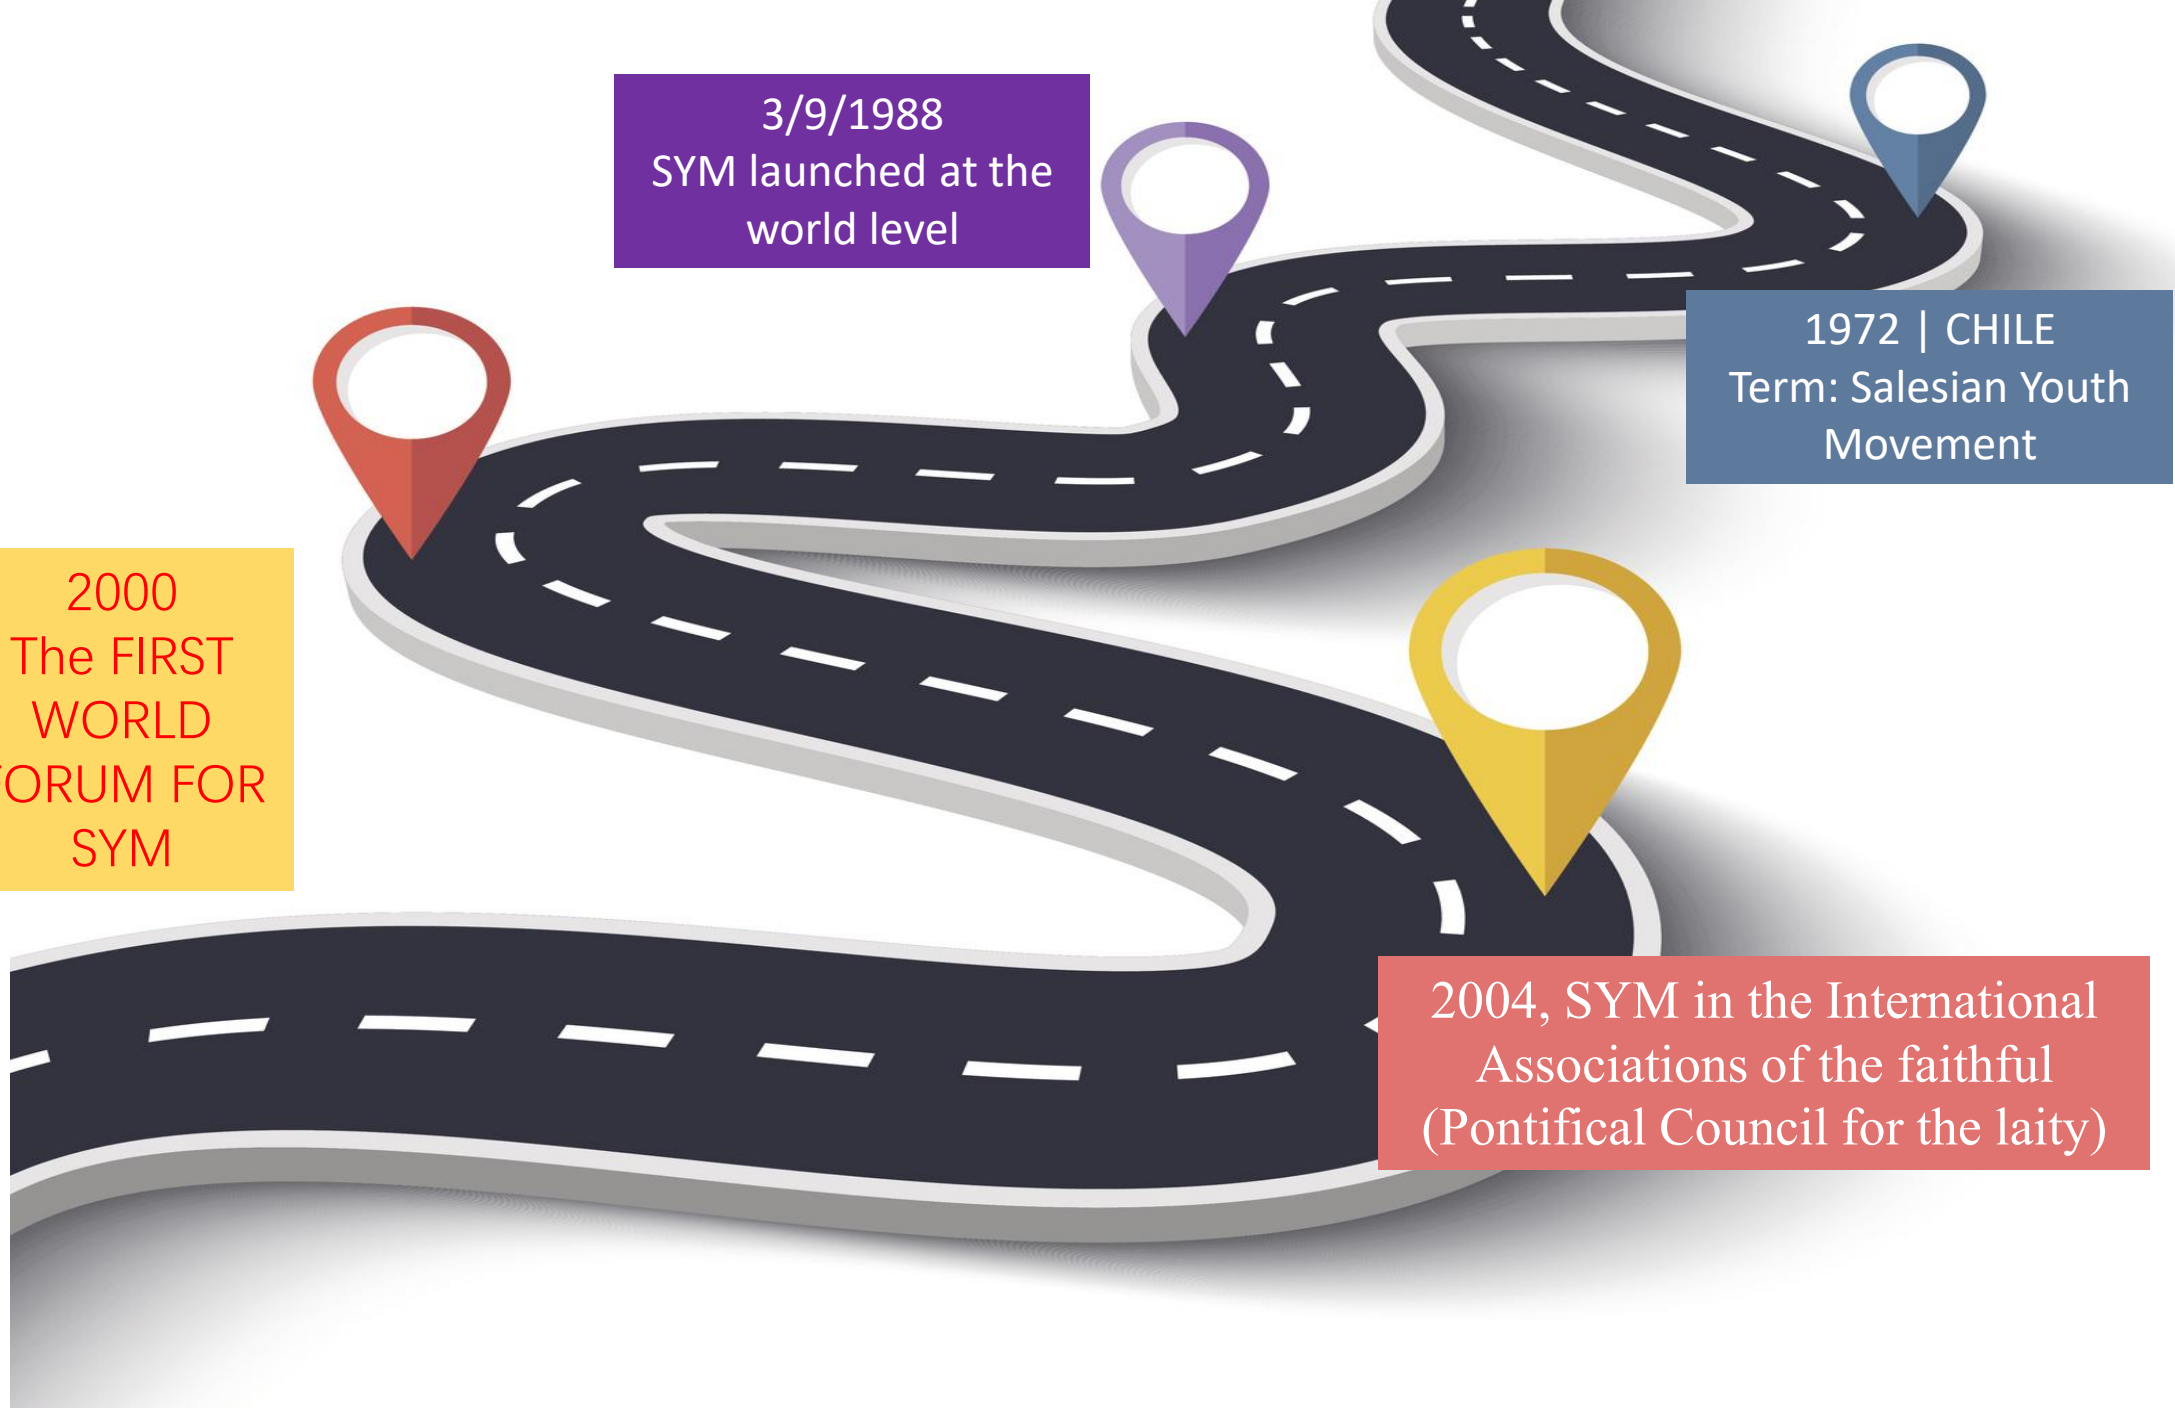 3/9/1988
SYM launched at the
world level
1972 | CHILE
Term: Salesian Youth
Movement
2000
The FIRST
WORLD
FORUM FOR
SYM
2004, SYM in the International
Associations of the faithful
(Pontifical Council for the laity)